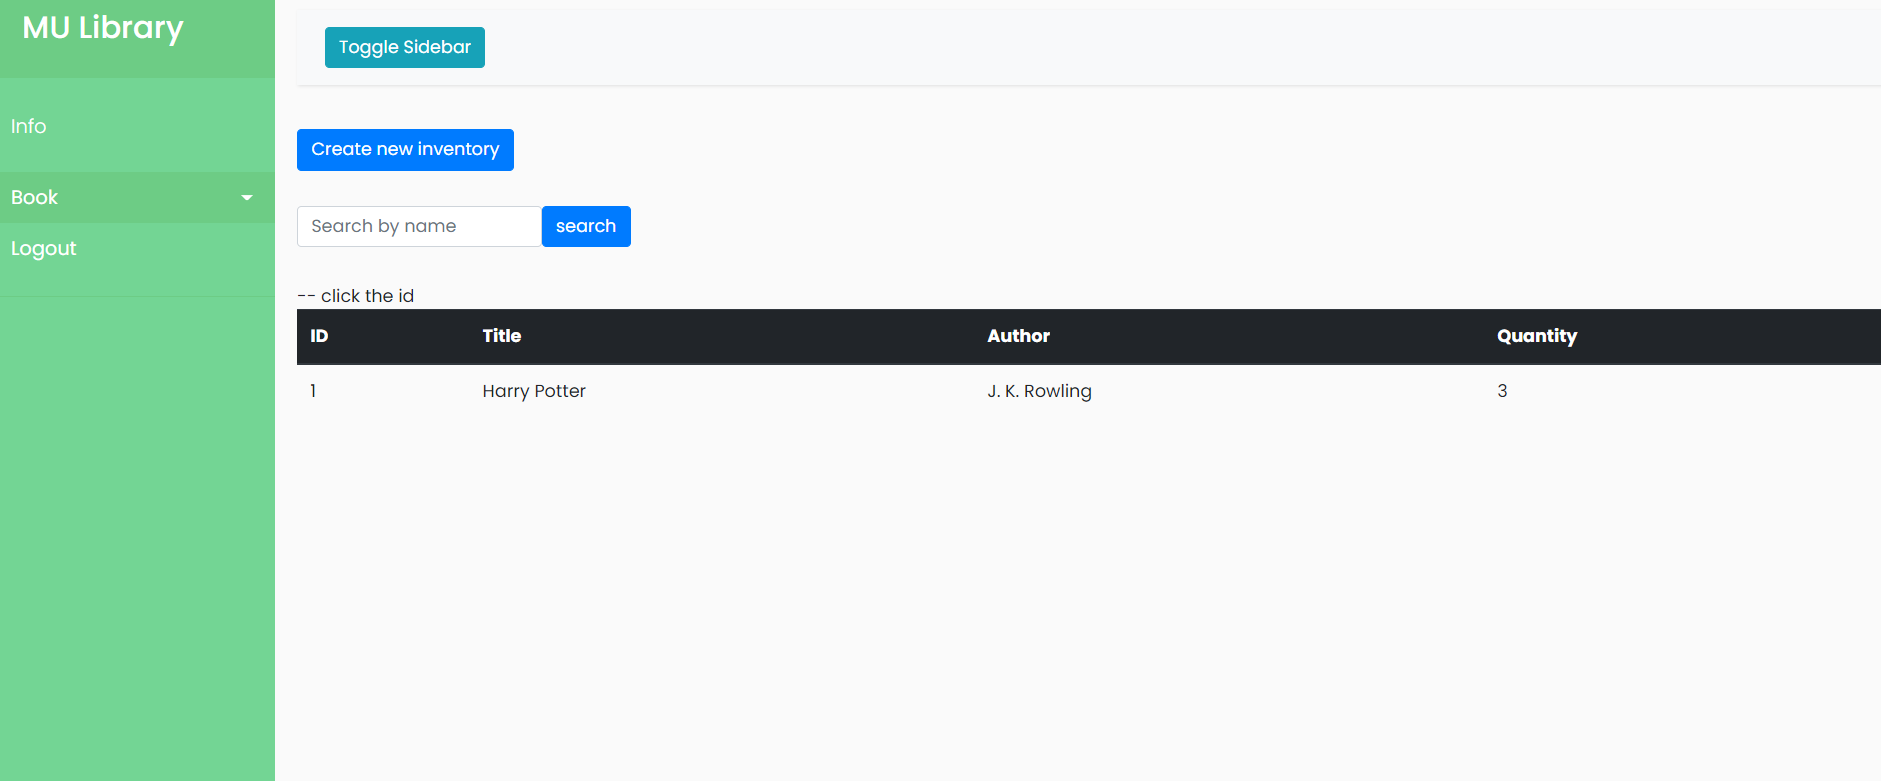 MU Library
Info
Book
Logout
Toggle Sidebar
Create new inventory
Search by name search
-- click the id
ID Title Author Quantity
1 Harry Potter J. K. Rowling 3